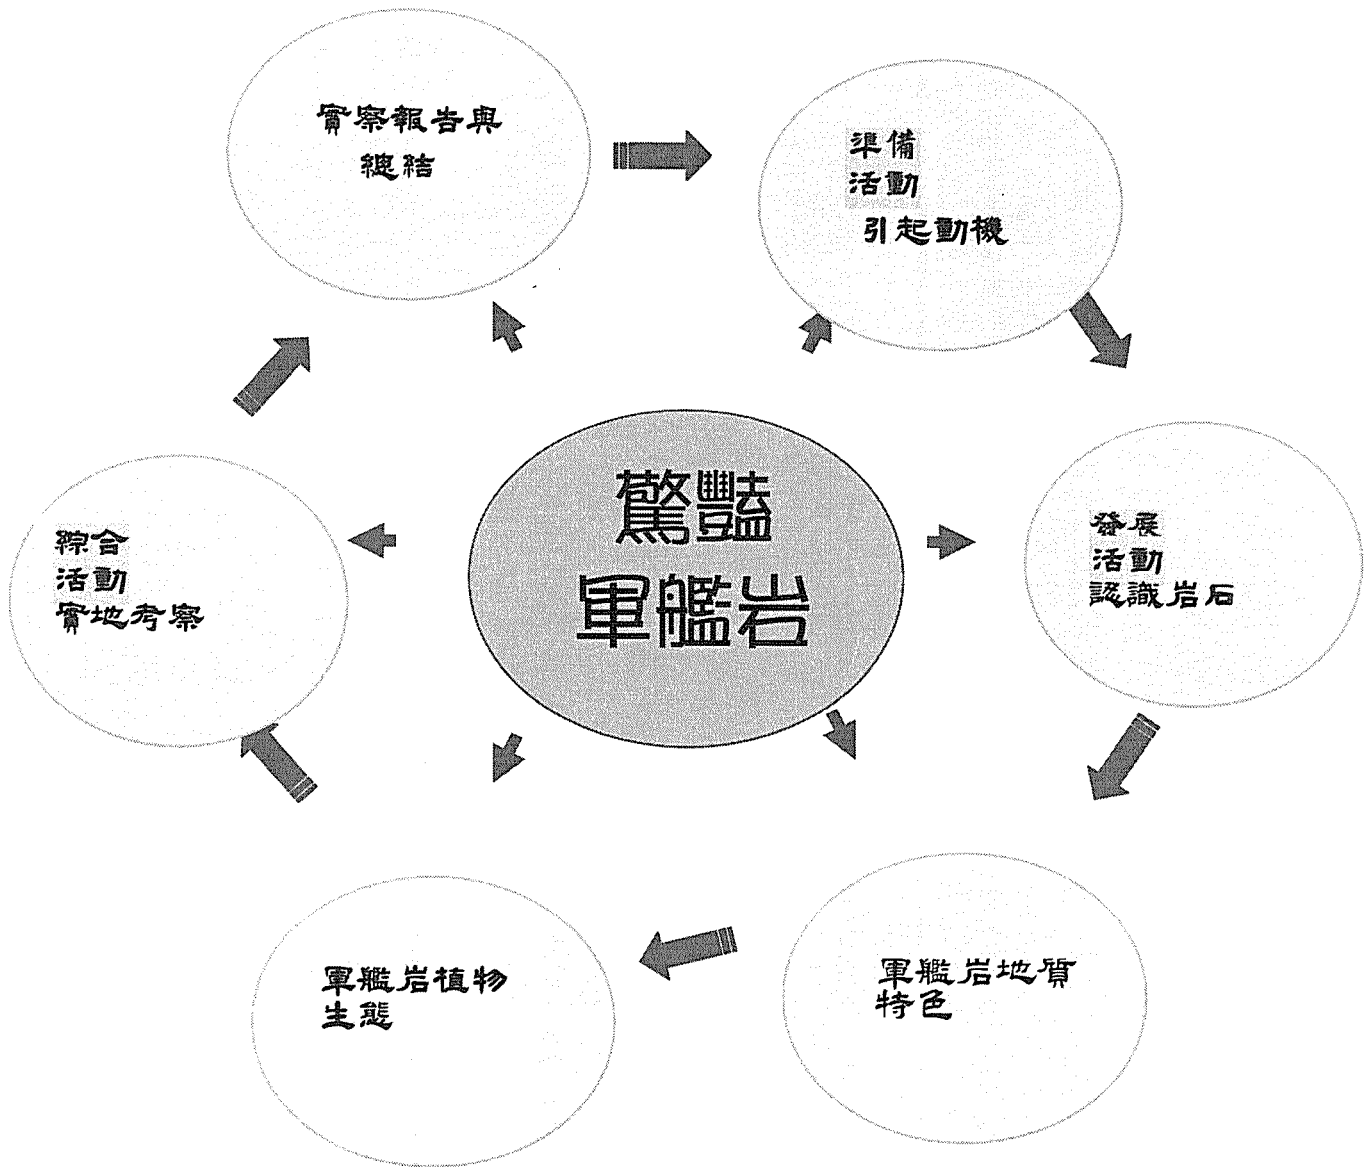 實察報告與
總結
準備
活動
引起動機
驚豔
軍艦岩
綜合
活動
實地考察
發展
活動
認識岩石
軍艦岩植物
生態
軍艦岩地質
特色